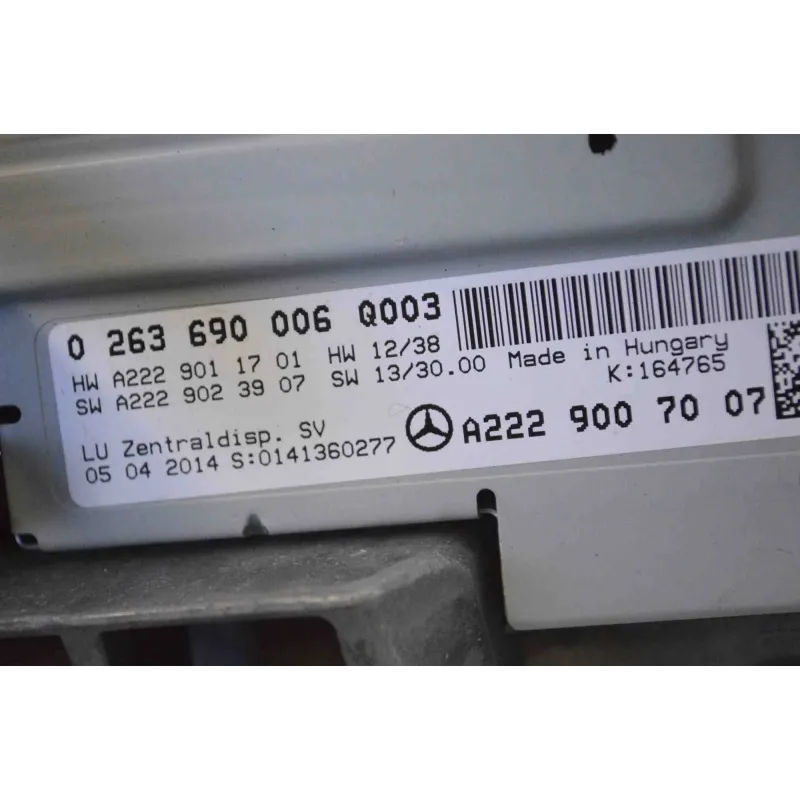 0 263 690 006 Q003
HW A222 901 17 01 HW 12/38
SW A222 902 39 07 SW 13/30.00 Made in Hungary
K:164765
LU Zentraldisp. SV
05 04 2014 S:0141360277
A222 900 70 07